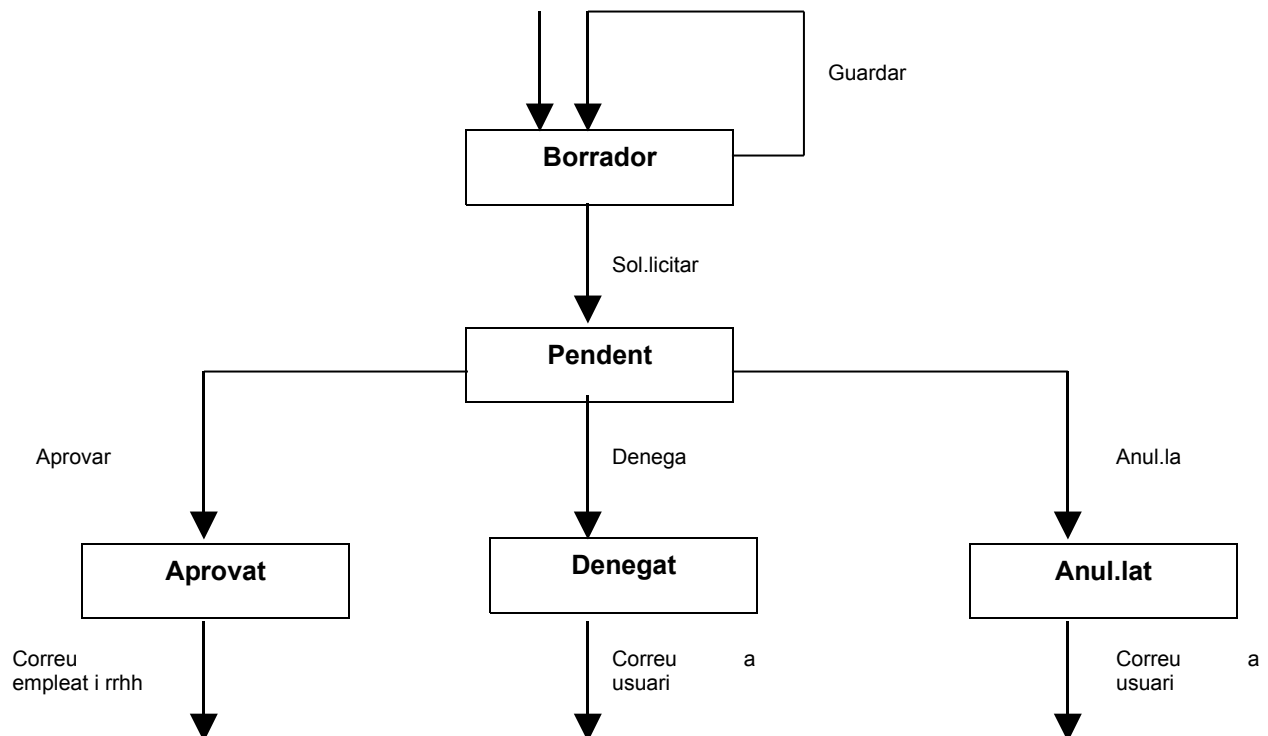 Guardar
Borrador
Sol.licitar
Pendent
Aprovar
Denega
Anul.la
Aprovat
Denegat
Anul.lat
Correu
empleat i rrhh
Correu a
usuari
Correu a
usuari